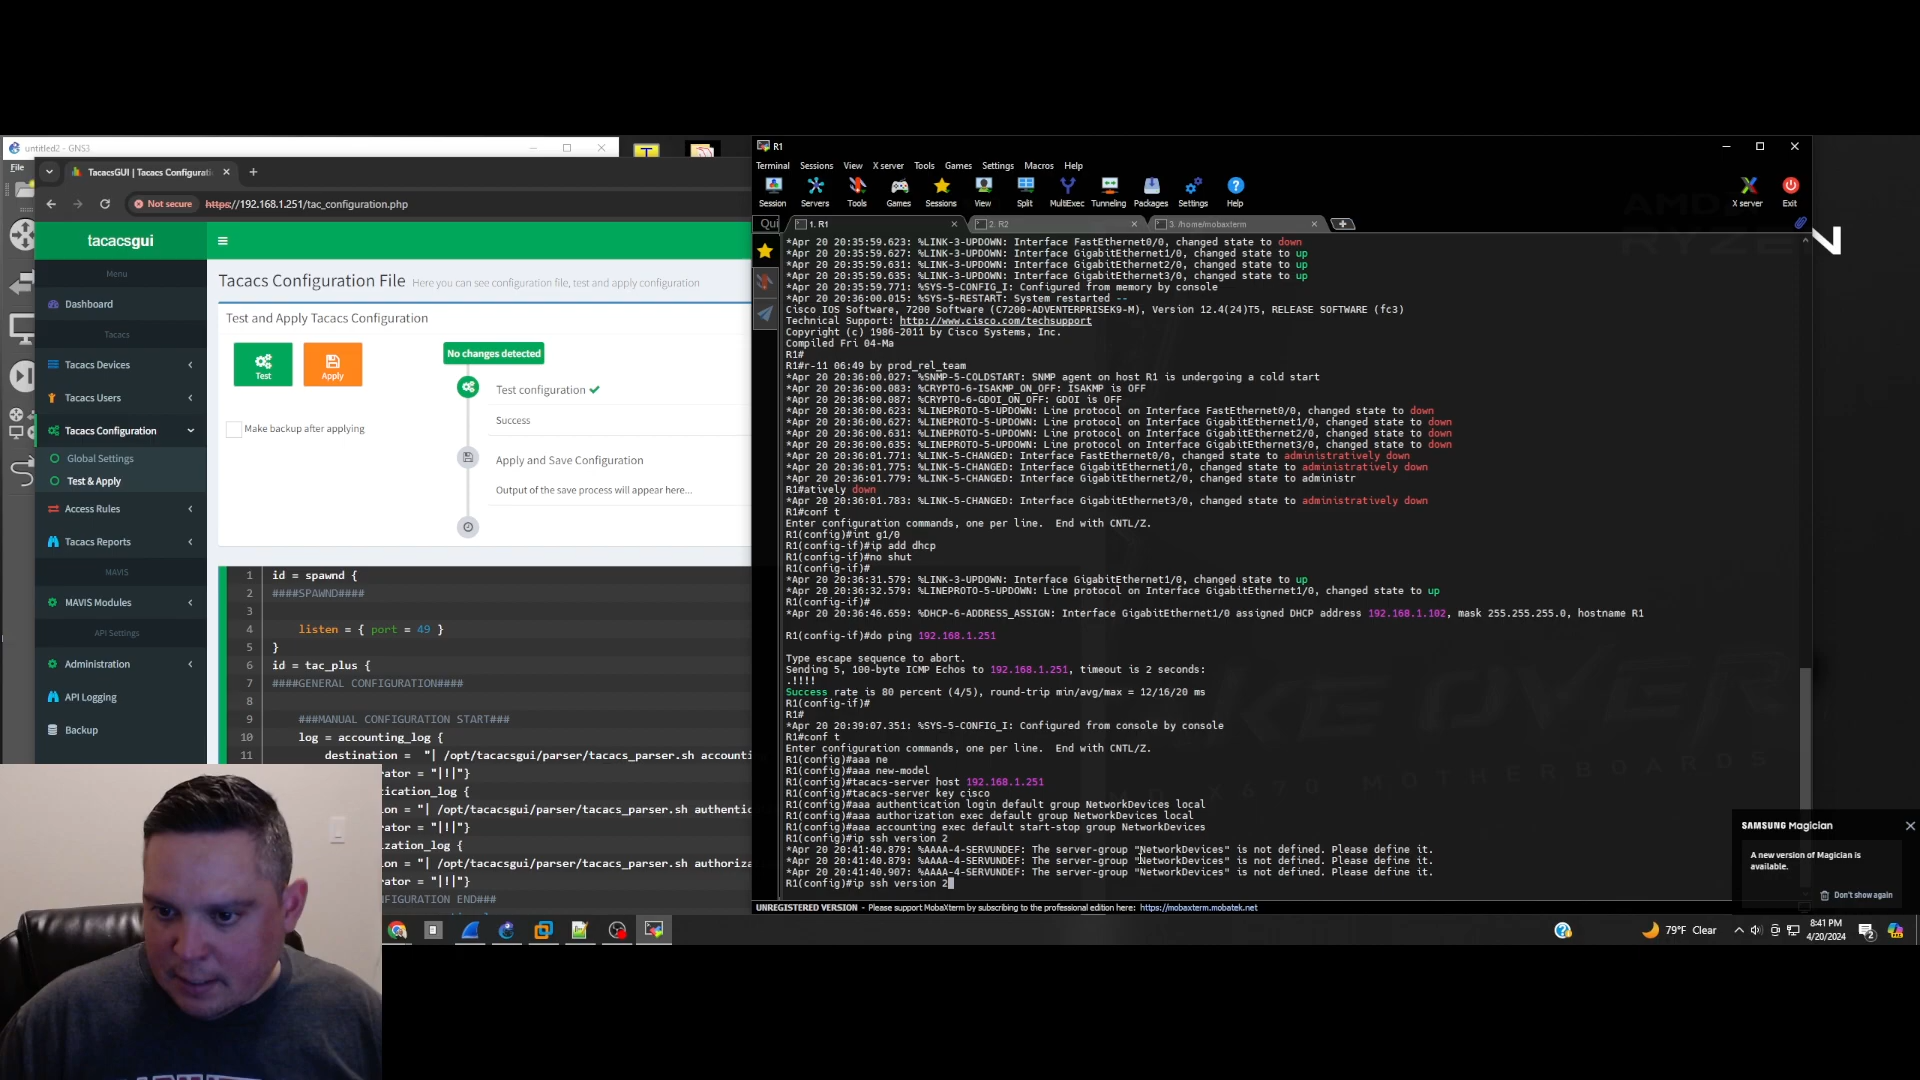 untitled2 - GNS3
File
TacacsGUI | Tacacs Configurati
Not secure
https://192.168.1.251/tac_configuration.php
tacacsgui
Menu
Dashboard
Tacacs
Tacacs Devices
Tacacs Users
Tacacs Configuration
Global Settings
Test & Apply
Access Rules
Tacacs Reports
MAVIS
MAVIS Modules
API Settings
Administration
API Logging
Backup
Tacacs Configuration File Here you can see configuration file, test and apply configuration
Test and Apply Tacacs Configuration
Test
Apply
Make backup after applying
No changes detected
Test configuration
Success
Apply and Save Configuration
Output of the save process will appear here...
1 id = spawnd {
2 ####SPAWND####
3
4 listen = { port = 49 }
5 }
6 id = tac_plus {
7 ####GENERAL CONFIGURATION####
8
9 ###MANUAL CONFIGURATION START###
10 log = accounting_log {
11 destination = "| /opt/tacacsgui/parser/tacacs_parser.sh accounti
rator = "|!|"}
ication_log {
ion = "| /opt/tacacsgui/parser/tacacs_parser.sh authenti
rator = "|!|"}
ization_log {
ion = "| /opt/tacacsgui/parser/tacacs_parser.sh authoriz
rator = "|!|"}
NFIGURATION END###
R1
Terminal Sessions View X server Tools Games Settings Macros Help
Session Servers Tools Games Sessions View Split MultiExec Tunneling Packages Settings Help
X server Exit
Qui
1. R1
2. R2
3. /home/mobaxterm
*Apr 20 20:35:59.623: %LINK-3-UPDOWN: Interface FastEthernet0/0, changed state to down
*Apr 20 20:35:59.627: %LINK-3-UPDOWN: Interface GigabitEthernet1/0, changed state to up
*Apr 20 20:35:59.631: %LINK-3-UPDOWN: Interface GigabitEthernet2/0, changed state to up
*Apr 20 20:35:59.635: %LINK-3-UPDOWN: Interface GigabitEthernet3/0, changed state to up
*Apr 20 20:35:59.771: %SYS-5-CONFIG_I: Configured from memory by console
*Apr 20 20:36:00.015: %SYS-5-RESTART: System restarted --
Cisco IOS Software, 7200 Software (C7200-ADVENTERPRISEK9-M), Version 12.4(24)T5, RELEASE SOFTWARE (fc3)
Technical Support: http://www.cisco.com/techsupport
Copyright (c) 1986-2011 by Cisco Systems, Inc.
Compiled Fri 04-Ma
R1#
R1#r-11 06:49 by prod_rel_team
*Apr 20 20:36:00.027: %SNMP-5-COLDSTART: SNMP agent on host R1 is undergoing a cold start
*Apr 20 20:36:00.083: %CRYPTO-6-ISAKMP_ON_OFF: ISAKMP is OFF
*Apr 20 20:36:00.087: %CRYPTO-6-GDOI_ON_OFF: GDOI is OFF
*Apr 20 20:36:00.623: %LINEPROTO-5-UPDOWN: Line protocol on Interface FastEthernet0/0, changed state to down
*Apr 20 20:36:00.627: %LINEPROTO-5-UPDOWN: Line protocol on Interface GigabitEthernet1/0, changed state to down
*Apr 20 20:36:00.631: %LINEPROTO-5-UPDOWN: Line protocol on Interface GigabitEthernet2/0, changed state to down
*Apr 20 20:36:00.635: %LINEPROTO-5-UPDOWN: Line protocol on Interface GigabitEthernet3/0, changed state to down
*Apr 20 20:36:01.771: %LINK-5-CHANGED: Interface FastEthernet0/0, changed state to administratively down
*Apr 20 20:36:01.775: %LINK-5-CHANGED: Interface GigabitEthernet1/0, changed state to administratively down
*Apr 20 20:36:01.779: %LINK-5-CHANGED: Interface GigabitEthernet2/0, changed state to administr
R1#atively down
*Apr 20 20:36:01.783: %LINK-5-CHANGED: Interface GigabitEthernet3/0, changed state to administratively down
R1#conf t
Enter configuration commands, one per line. End with CNTL/Z.
R1(config)#int g1/0
R1(config-if)#ip add dhcp
R1(config-if)#no shut
R1(config-if)#
*Apr 20 20:36:31.579: %LINK-3-UPDOWN: Interface GigabitEthernet1/0, changed state to up
*Apr 20 20:36:32.579: %LINEPROTO-5-UPDOWN: Line protocol on Interface GigabitEthernet1/0, changed state to up
R1(config-if)#
*Apr 20 20:36:46.659: %DHCP-6-ADDRESS_ASSIGN: Interface GigabitEthernet1/0 assigned DHCP address 192.168.1.102, mask 255.255.255.0, hostname R1
R1(config-if)#do ping 192.168.1.251
Type escape sequence to abort.
Sending 5, 100-byte ICMP Echos to 192.168.1.251, timeout is 2 seconds:
.!!!!
Success rate is 80 percent (4/5), round-trip min/avg/max = 12/16/20 ms
R1(config-if)#
R1#
*Apr 20 20:39:07.351: %SYS-5-CONFIG_I: Configured from console by console
R1#conf t
Enter configuration commands, one per line. End with CNTL/Z.
R1(config)#aaa ne
R1(config)#aaa new-model
R1(config)#tacacs-server host 192.168.1.251
R1(config)#tacacs-server key cisco
R1(config)#aaa authentication login default group NetworkDevices local
R1(config)#aaa authorization exec default group NetworkDevices local
R1(config)#aaa accounting exec default start-stop group NetworkDevices
R1(config)#ip ssh version 2
*Apr 20 20:41:40.879: %AAAA-4-SERVUNDEF: The server-group "NetworkDevices" is not defined. Please define it.
*Apr 20 20:41:40.879: %AAAA-4-SERVUNDEF: The server-group "NetworkDevices" is not defined. Please define it.
*Apr 20 20:41:40.907: %AAAA-4-SERVUNDEF: The server-group "NetworkDevices" is not defined. Please define it.
R1(config)#ip ssh version 2
UNREGISTERED VERSION - Please support MobaXterm by subscribing to the professional edition here: https://mobaxterm.mobatek.net
SAMSUNG Magician
A new version of Magician is
available.
Don't show again
79°F Clear
8:41 PM
4/20/2024
2